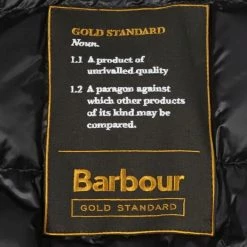 GOLD STANDARD
Noun.
1.1 A product of
unrivalled quality
1.2 A paragon against
which other products
of its kind may be
compared.
Barbour
GOLD STANDARD